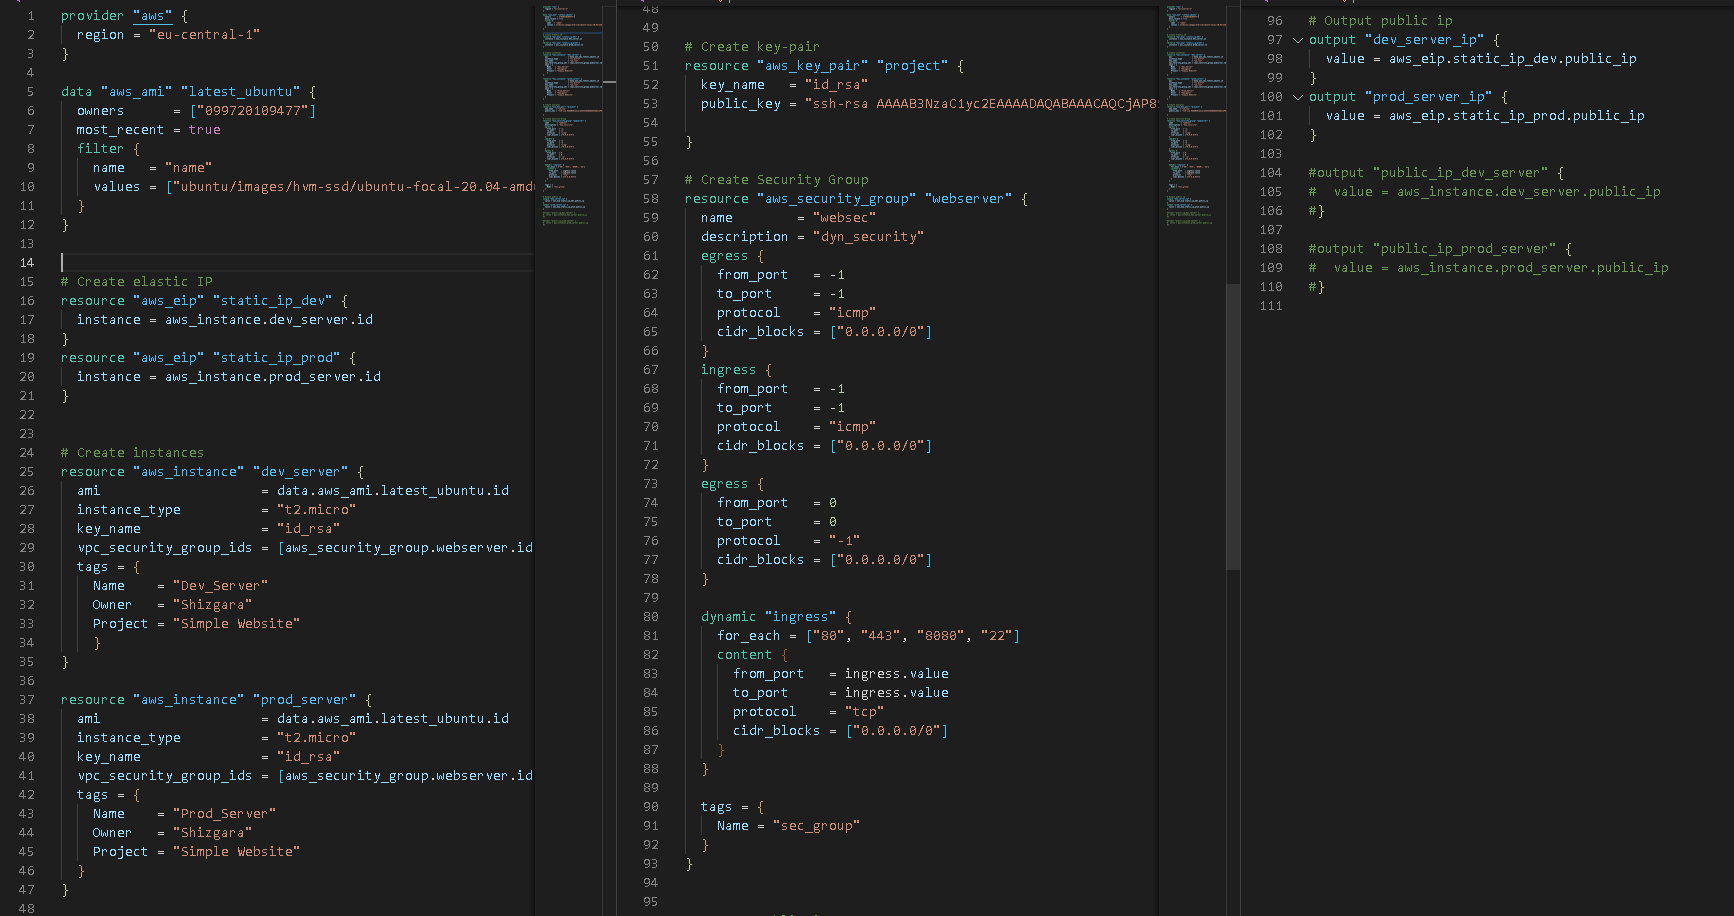 1 provider "aws" {
2   region = "eu-central-1"
3 }
4
5 data "aws_ami" "latest_ubuntu" {
6   owners      = ["099720109477"]
7   most_recent = true
8   filter {
9     name   = "name"
10     values = ["ubuntu/images/hvm-ssd/ubuntu-focal-20.04-amd
11   }
12 }
13
14
15 # Create elastic IP
16 resource "aws_eip" "static_ip_dev" {
17   instance = aws_instance.dev_server.id
18 }
19 resource "aws_eip" "static_ip_prod" {
20   instance = aws_instance.prod_server.id
21 }
22
23
24 # Create instances
25 resource "aws_instance" "dev_server" {
26   ami                    = data.aws_ami.latest_ubuntu.id
27   instance_type          = "t2.micro"
28   key_name               = "id_rsa"
29   vpc_security_group_ids = [aws_security_group.webserver.id
30   tags = {
31     Name    = "Dev_Server"
32     Owner   = "Shizgara"
33     Project = "Simple Website"
34     }
35 }
36
37 resource "aws_instance" "prod_server" {
38   ami                    = data.aws_ami.latest_ubuntu.id
39   instance_type          = "t2.micro"
40   key_name               = "id_rsa"
41   vpc_security_group_ids = [aws_security_group.webserver.id
42   tags = {
43     Name    = "Prod_Server"
44     Owner   = "Shizgara"
45     Project = "Simple Website"
46   }
47 }
48
48
49
50 # Create key-pair
51 resource "aws_key_pair" "project" {
52   key_name   = "id_rsa"
53   public_key = "ssh-rsa AAAAB3NzaC1yc2EAAAADAQABAAACAQCjAP8
54
55 }
56
57 # Create Security Group
58 resource "aws_security_group" "webserver" {
59   name        = "websec"
60   description = "dyn_security"
61   egress {
62     from_port   = -1
63     to_port     = -1
64     protocol    = "icmp"
65     cidr_blocks = ["0.0.0.0/0"]
66   }
67   ingress {
68     from_port   = -1
69     to_port     = -1
70     protocol    = "icmp"
71     cidr_blocks = ["0.0.0.0/0"]
72   }
73   egress {
74     from_port   = 0
75     to_port     = 0
76     protocol    = "-1"
77     cidr_blocks = ["0.0.0.0/0"]
78   }
79
80   dynamic "ingress" {
81     for_each = ["80", "443", "8080", "22"]
82     content {
83       from_port   = ingress.value
84       to_port     = ingress.value
85       protocol    = "tcp"
86       cidr_blocks = ["0.0.0.0/0"]
87     }
88   }
89
90   tags = {
91     Name = "sec_group"
92   }
93 }
94
95
96 # Output public ip
97 output "dev_server_ip" {
98   value = aws_eip.static_ip_dev.public_ip
99 }
100 output "prod_server_ip" {
101   value = aws_eip.static_ip_prod.public_ip
102 }
103
104 #output "public_ip_dev_server" {
105 #  value = aws_instance.dev_server.public_ip
106 #}
107
108 #output "public_ip_prod_server" {
109 #  value = aws_instance.prod_server.public_ip
110 #}
111